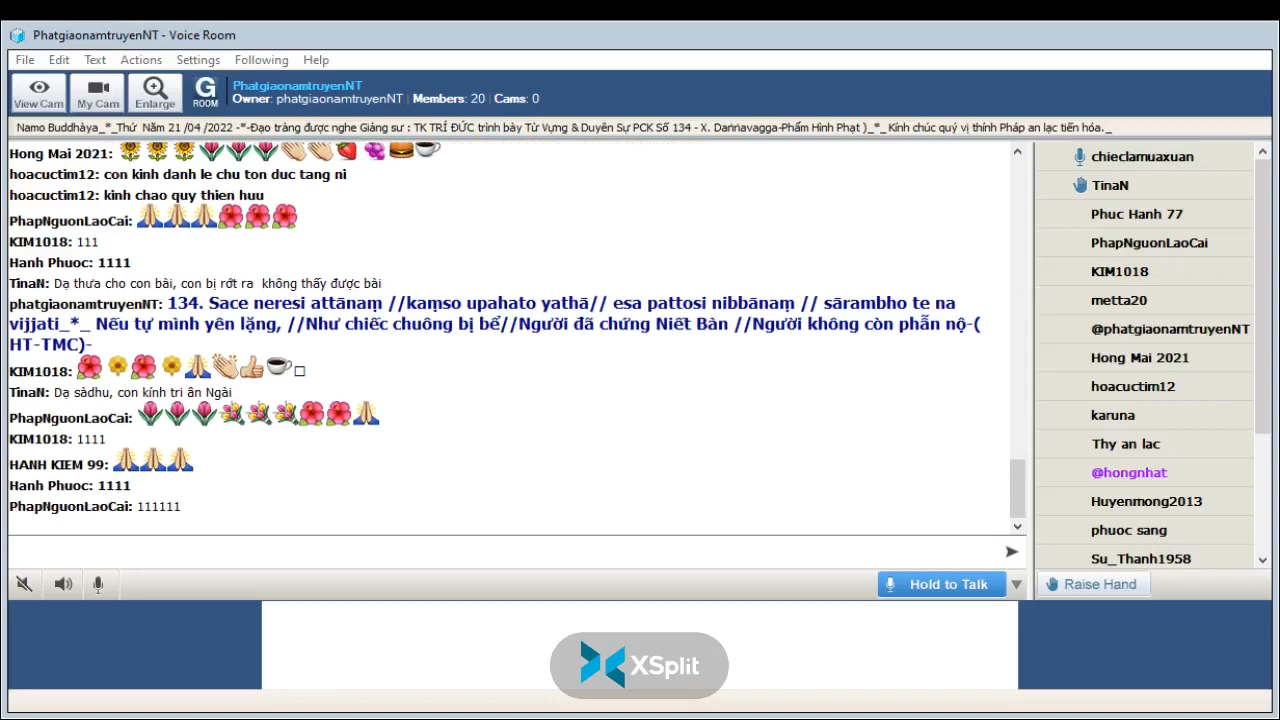 PhatgiaonamtruyenNT - Voice Room
File Edit Text Actions Settings Following Help
View Cam My Cam Enlarge G ROOM
PhatgiaonamtruyenNT
Owner: phatgiaonamtruyenNT | Members: 20 | Cams: 0
Namo Buddhàya_*_Thứ Năm 21 /04 /2022 -*-Đạo tràng được nghe Giảng sư : TK TRÍ ĐỨC trình bày Từ Vựng & Duyên Sự PCK Số 134 - X. Daṇṇavagga-Phẩm Hình Phạt )_*_ Kính chúc quý vị thính Pháp an lạc tiến hóa._
Hong Mai 2021:
hoacuctim12: con kinh danh le chu ton duc tang ni
hoacuctim12: kinh chao quy thien huu
PhapNguonLaoCai:
KIM1018: 111
Hanh Phuoc: 1111
TinaN: Dạ thưa cho con bài, con bị rớt ra không thấy được bài
phatgiaonamtruyenNT: 134. Sace neresi attānaṃ //kaṃso upahato yathā// esa pattosi nibbānaṃ // sārambho te na
vijjati_*_ Nếu tự mình yên lặng, //Như chiếc chuông bị bể//Người đã chứng Niết Bàn //Người không còn phẫn nộ-(
HT-TMC)-
KIM1018:
TinaN: Dạ sàdhu, con kính tri ân Ngài
PhapNguonLaoCai:
KIM1018: 1111
HANH KIEM 99:
Hanh Phuoc: 1111
PhapNguonLaoCai: 111111
chieclamuaxuan
TinaN
Phuc Hanh 77
PhapNguonLaoCai
KIM1018
metta20
@phatgiaonamtruyenNT
Hong Mai 2021
hoacuctim12
karuna
Thy an lac
@hongnhat
Huyenmong2013
phuoc sang
Su_Thanh1958
Hold to Talk
Raise Hand
XSplit